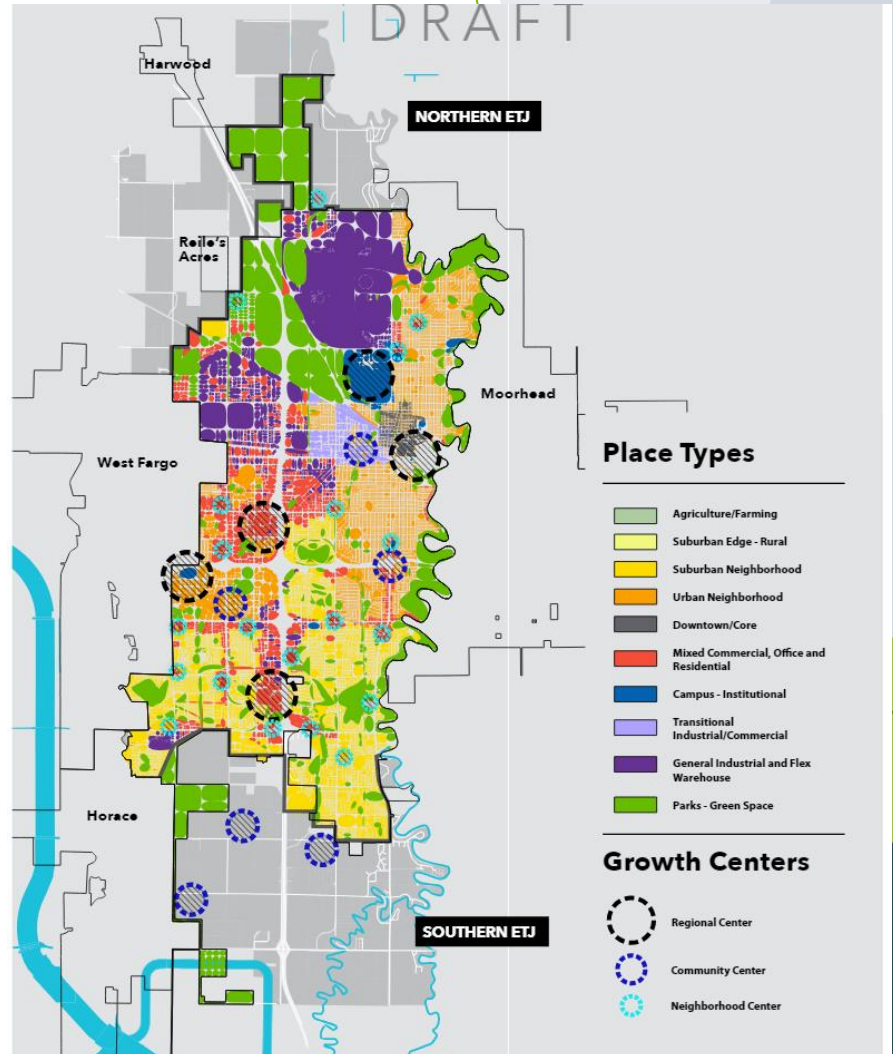 DRAFT
Harwood
NORTHERN ETJ
Reile's
Acres
Moorhead
West Fargo
Horace
SOUTHERN ETJ
Place Types
Agriculture/Farming
Suburban Edge - Rural
Suburban Neighborhood
Urban Neighborhood
Downtown/Core
Mixed Commercial, Office and
Residential
Campus - Institutional
Transitional
Industrial/Commercial
General Industrial and Flex
Warehouse
Parks - Green Space
Growth Centers
Regional Center
Community Center
Neighborhood Center